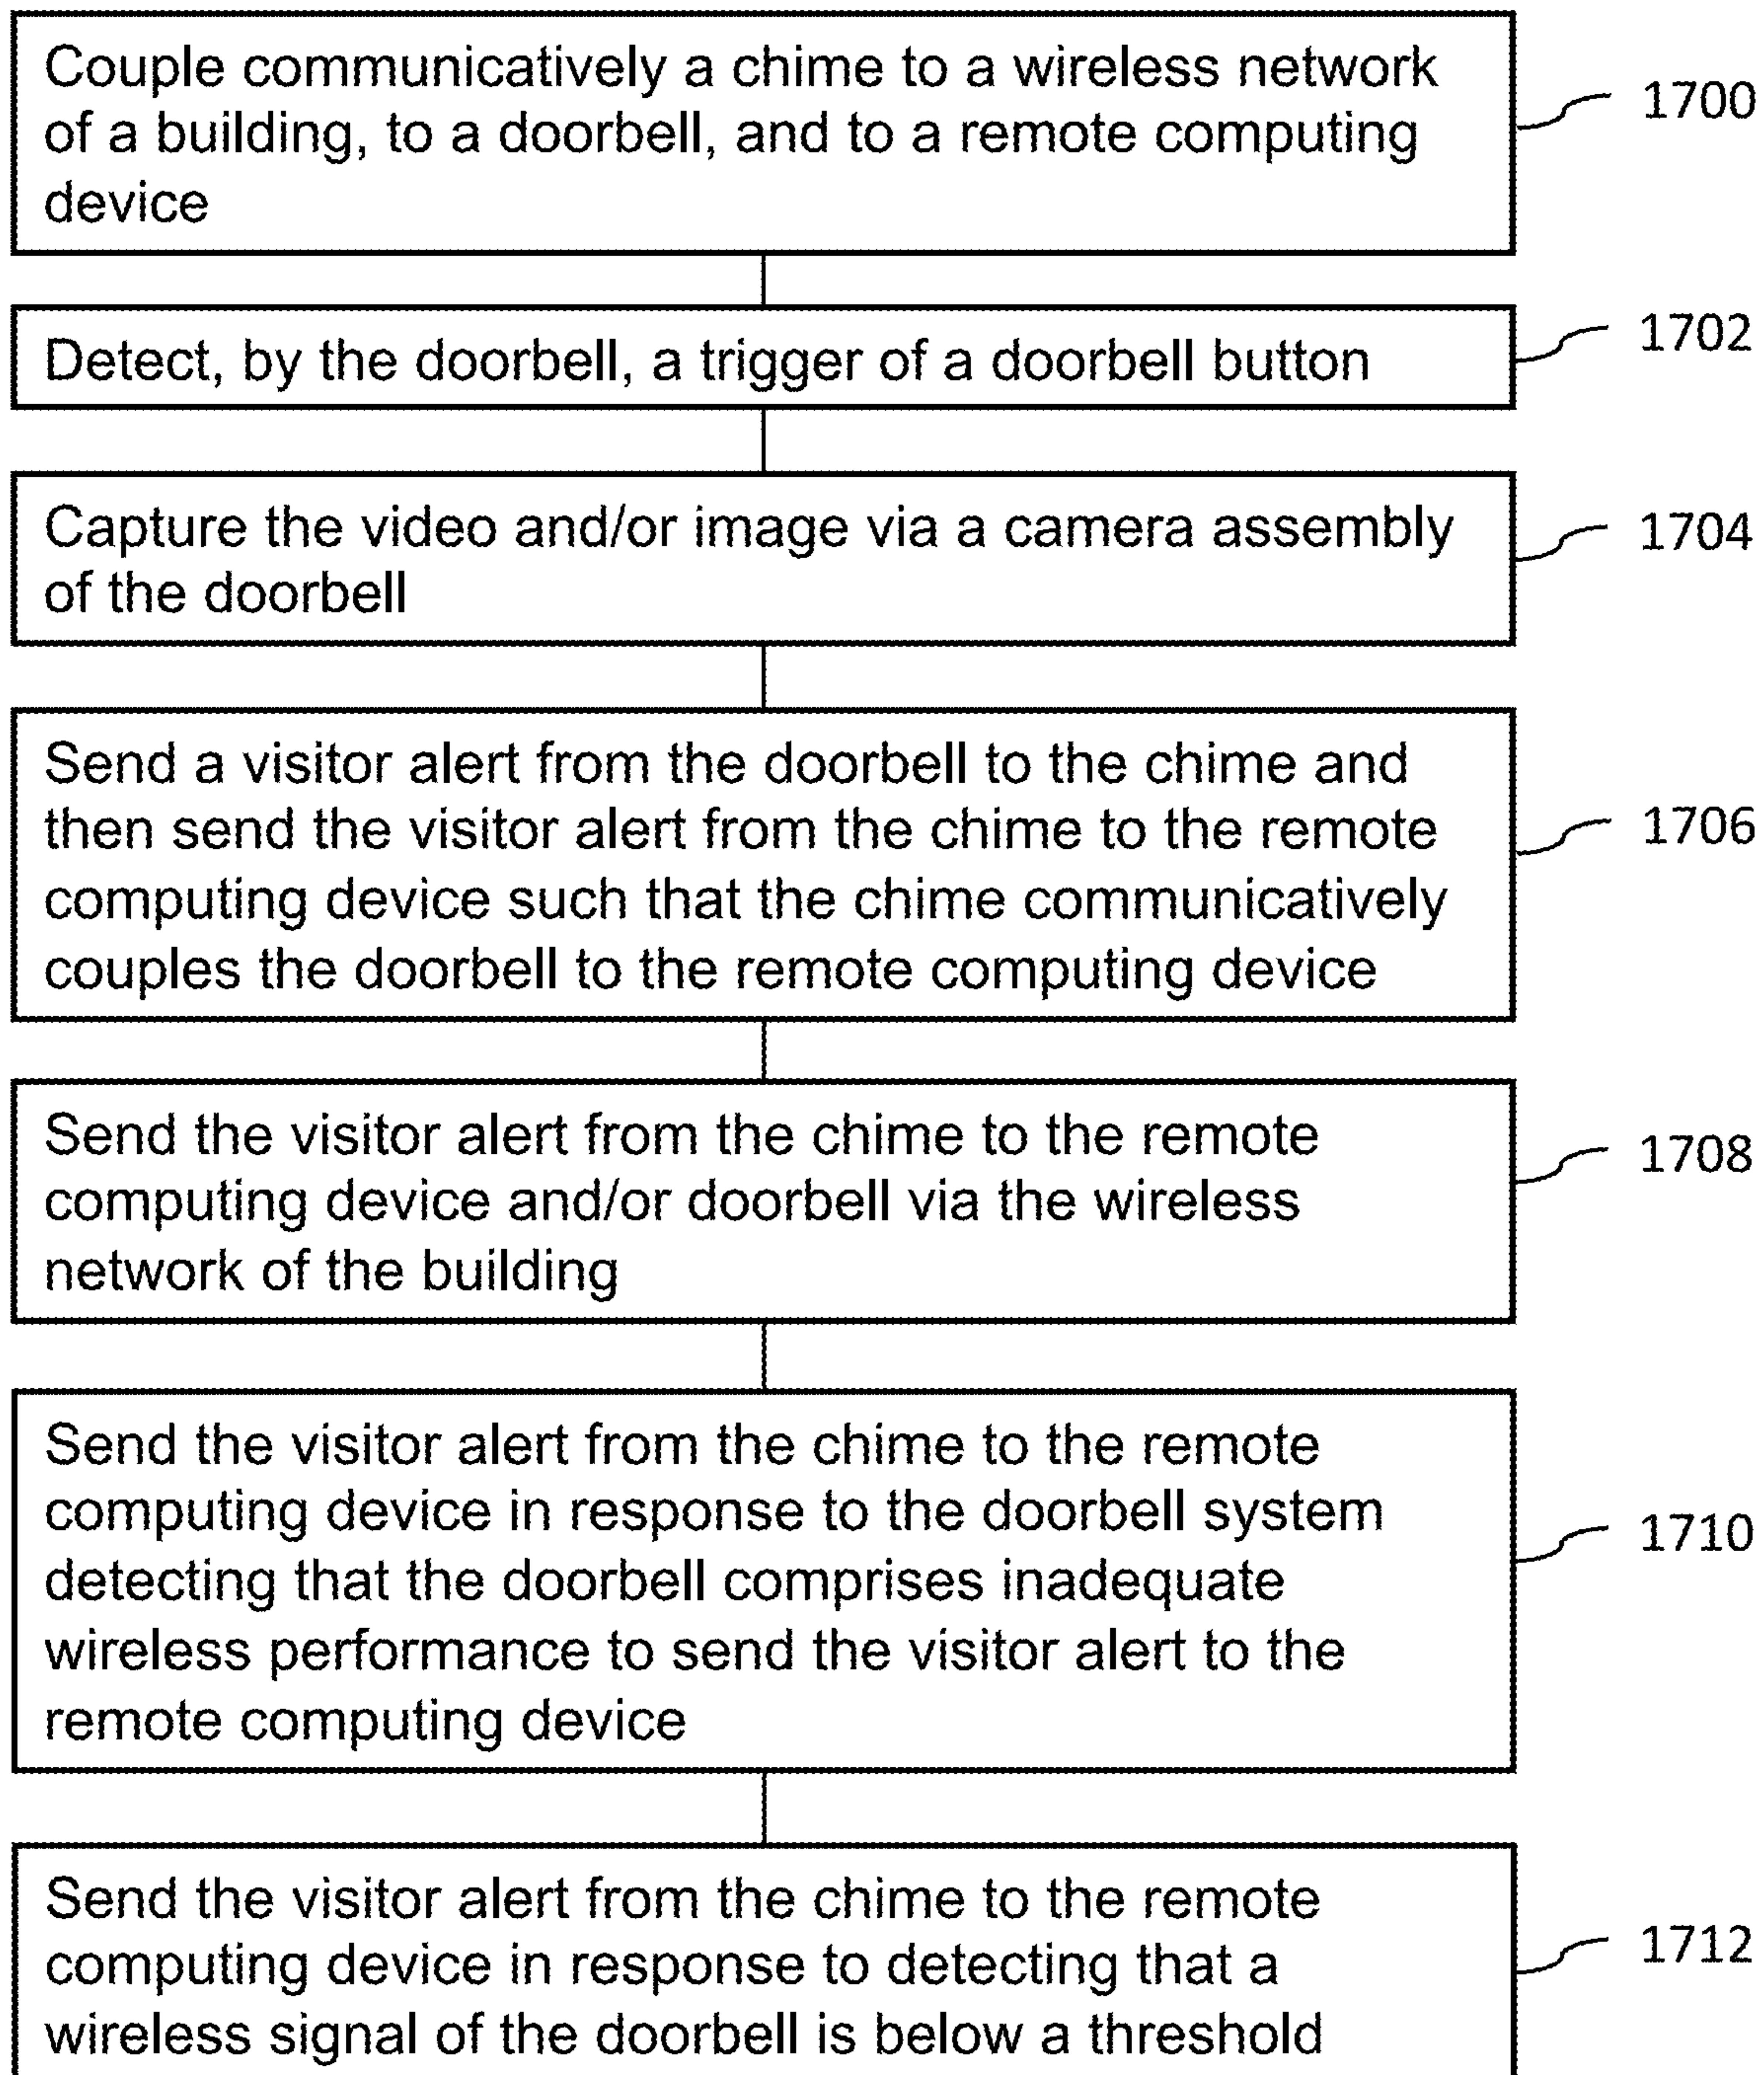 Couple communicatively a chime to a wireless network
of a building, to a doorbell, and to a remote computing
device
1700
Detect, by the doorbell, a trigger of a doorbell button
1702
Capture the video and/or image via a camera assembly
of the doorbell
1704
Send a visitor alert from the doorbell to the chime and
then send the visitor alert from the chime to the remote
computing device such that the chime communicatively
couples the doorbell to the remote computing device
1706
Send the visitor alert from the chime to the remote
computing device and/or doorbell via the wireless
network of the building
1708
Send the visitor alert from the chime to the remote
computing device in response to the doorbell system
detecting that the doorbell comprises inadequate
wireless performance to send the visitor alert to the
remote computing device
1710
Send the visitor alert from the chime to the remote
computing device in response to detecting that a
wireless signal of the doorbell is below a threshold
1712